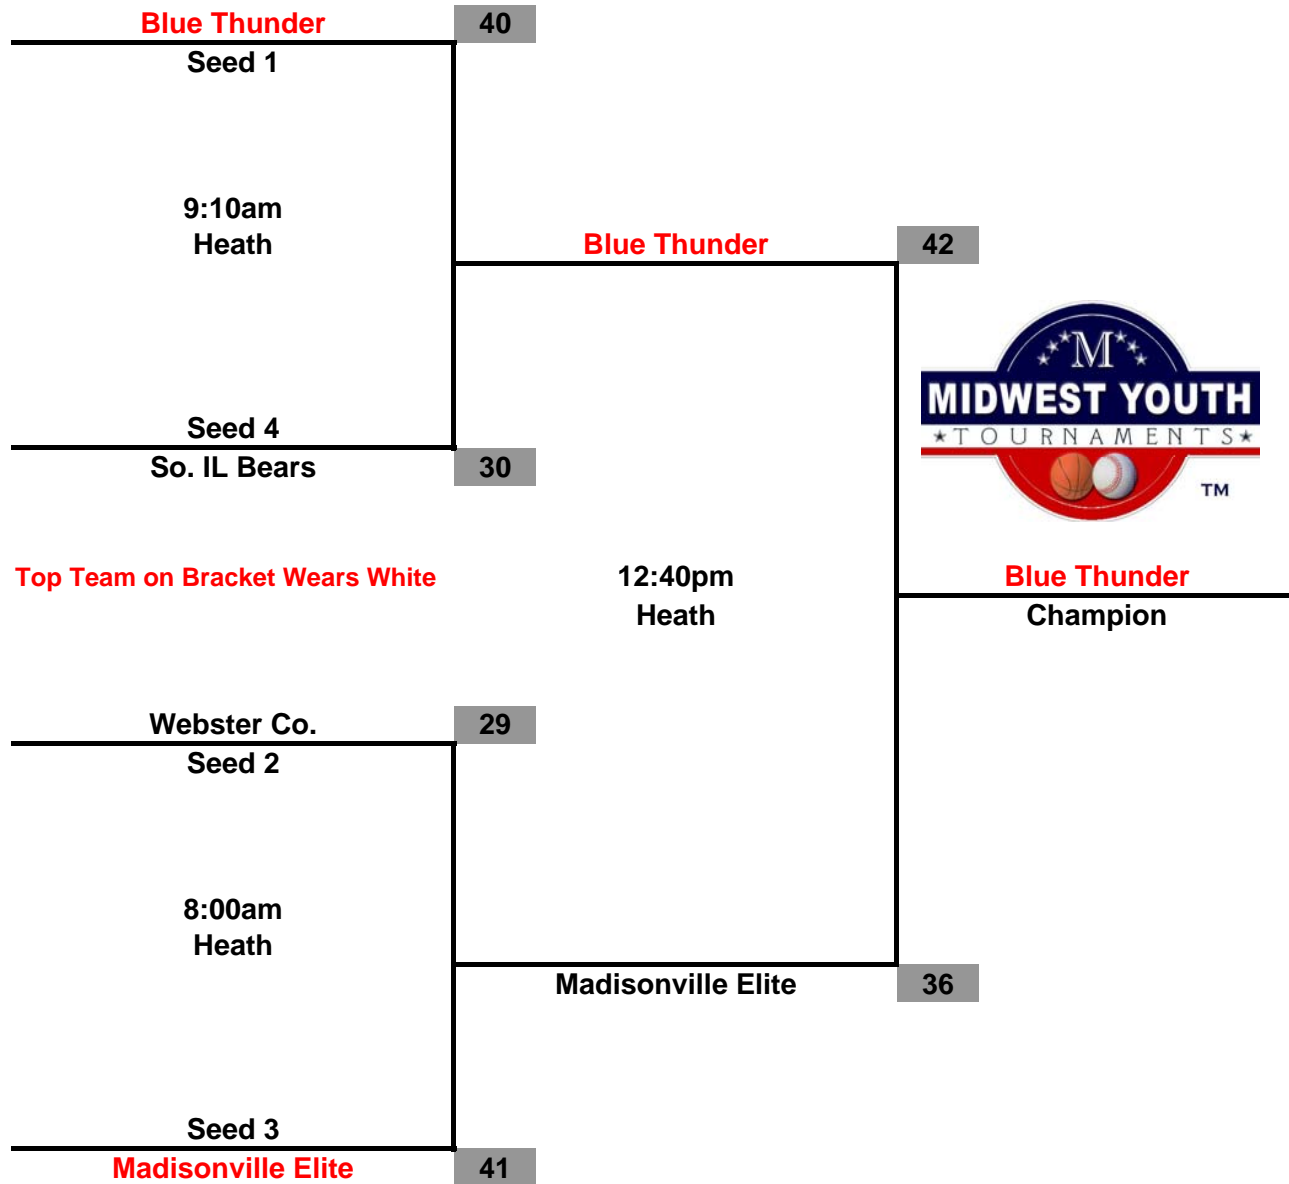 Blue Thunder 40
Seed 1
9:10am
Heath
Blue Thunder 42
M
MIDWEST YOUTH
TOURNAMENTS
TM
Seed 4
So. IL Bears 30
Top Team on Bracket Wears White
12:40pm
Heath
Blue Thunder
Champion
Webster Co. 29
Seed 2
8:00am
Heath
Madisonville Elite 36
Seed 3
Madisonville Elite 41